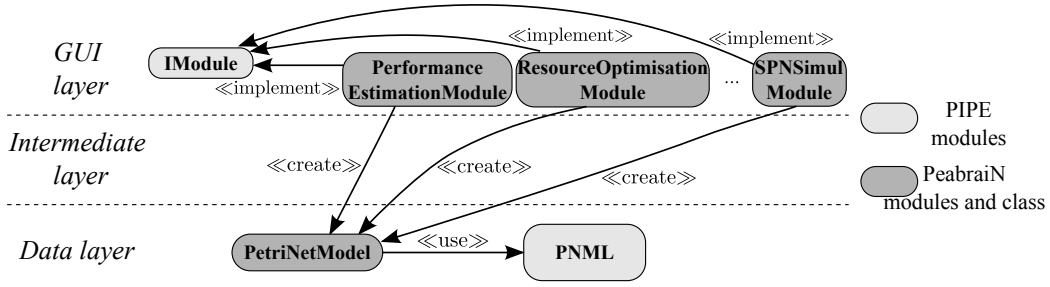 GUI
layer
IModule
≪implement≫
≪implement≫
≪implement≫
Performance
EstimationModule
ResourceOptimisation
Module
...
SPNSimul
Module
PIPE
modules
Intermediate
layer
≪create≫
≪create≫
≪create≫
PeabraiN
modules and class
Data layer
PetriNetModel
≪use≫
PNML